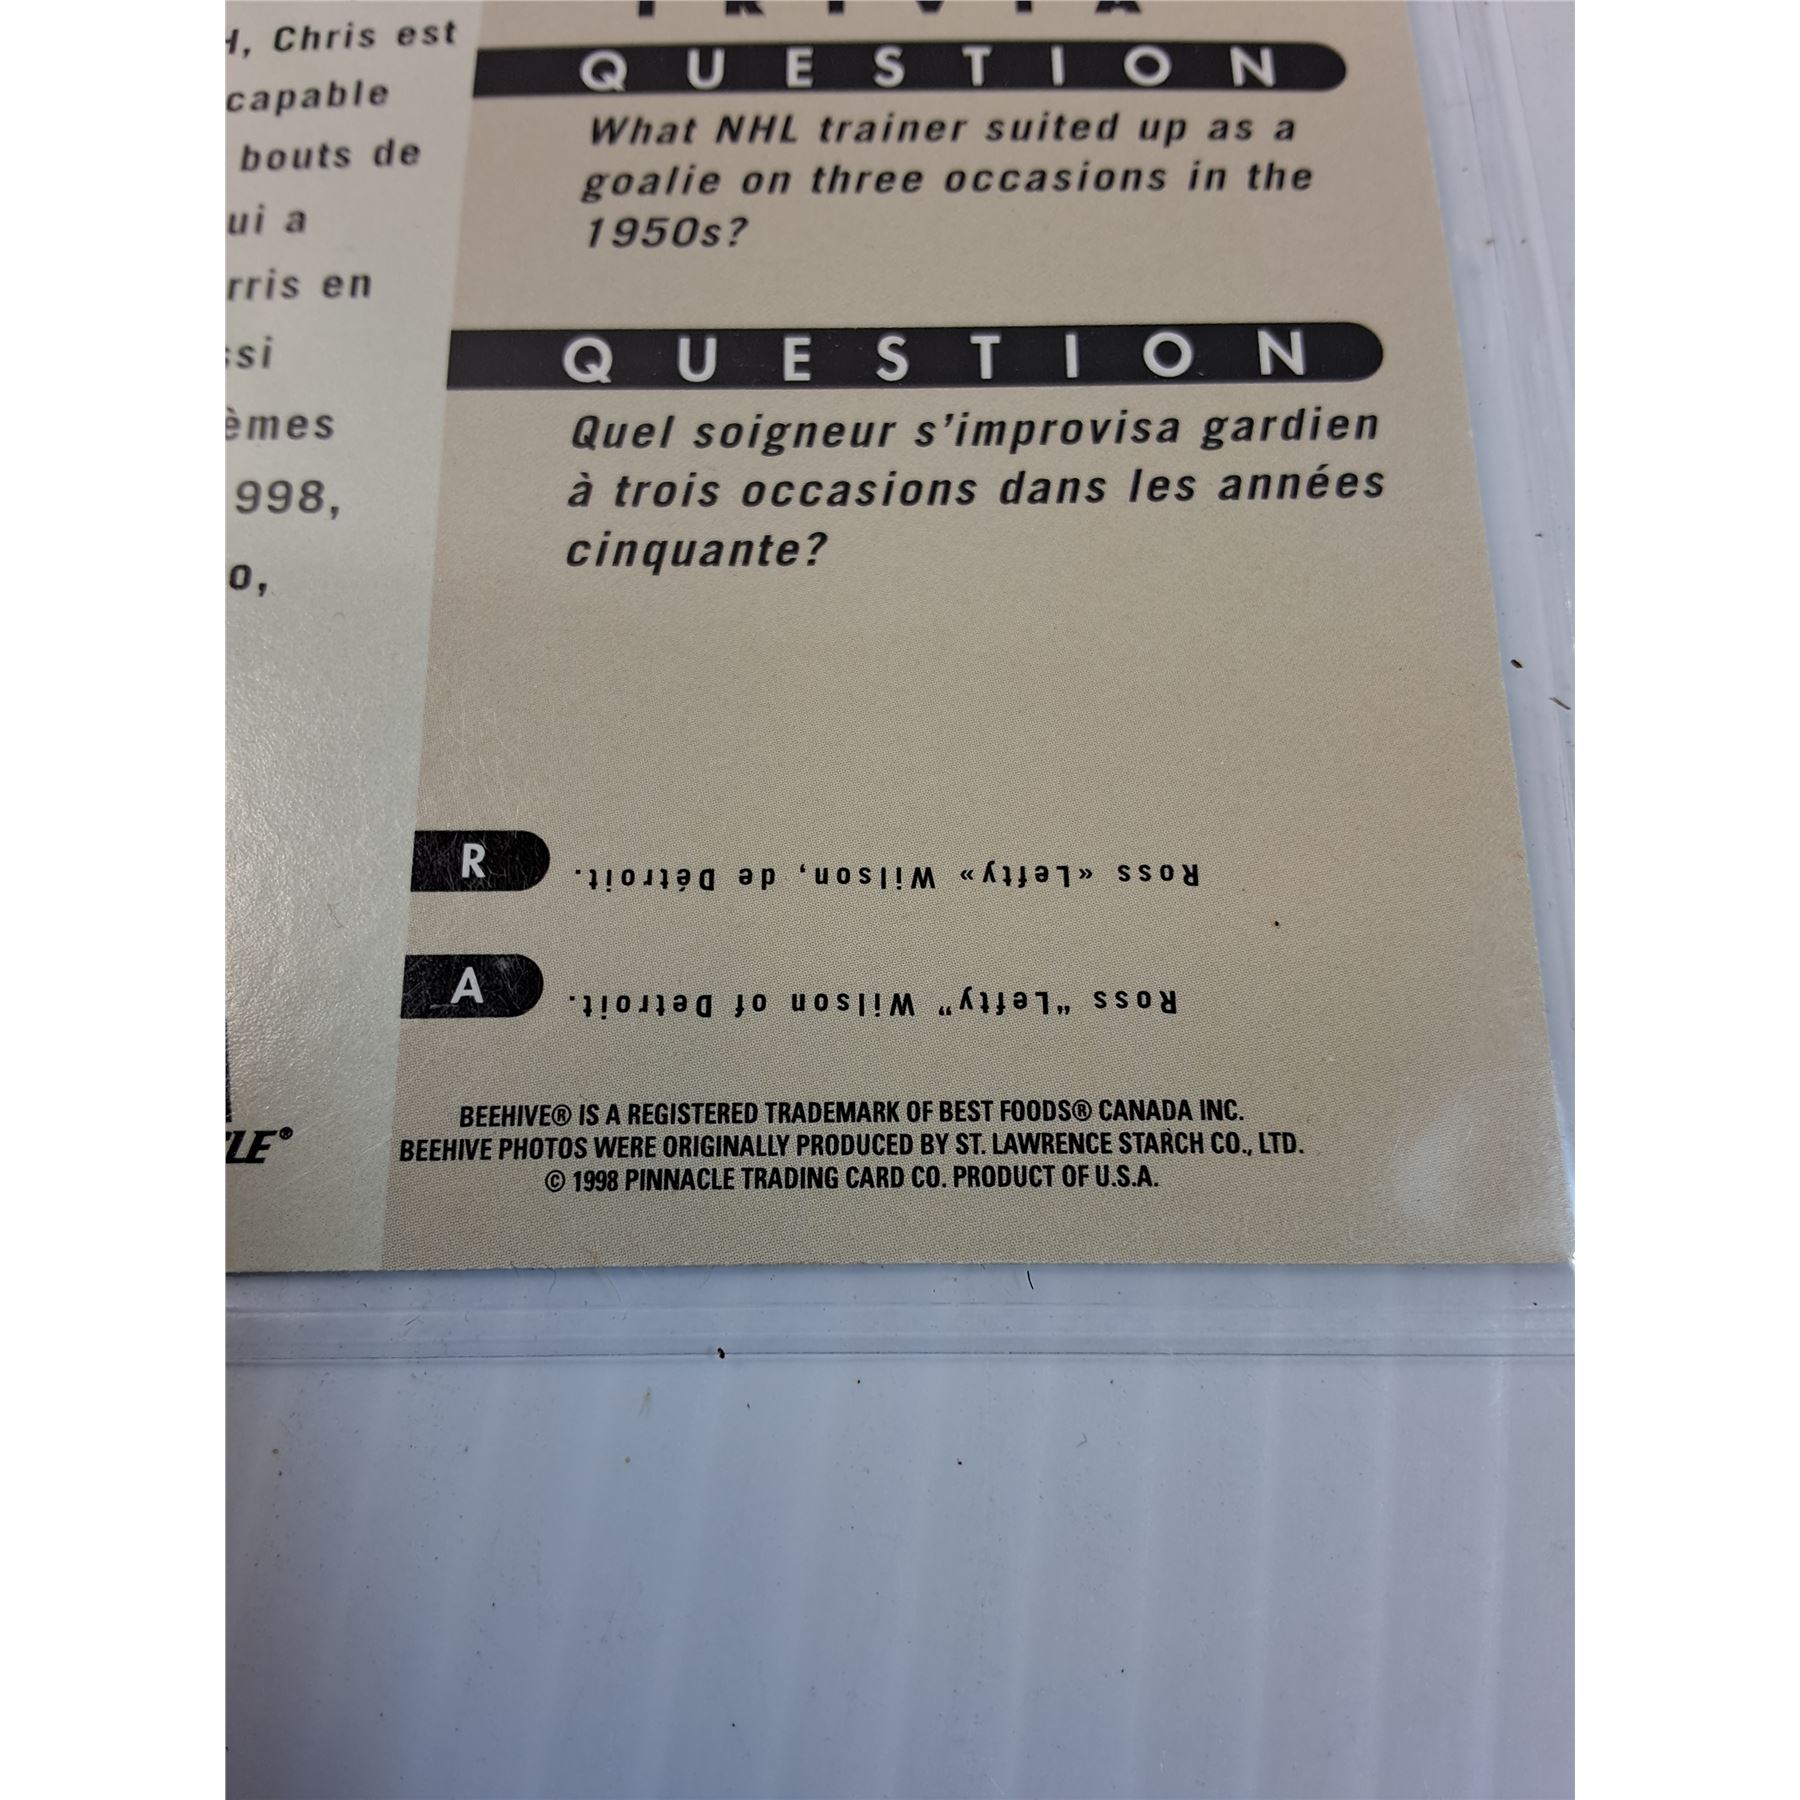 H, Chris est
capable
bouts de
ui a
rris en
ssi
èmes
998,
o,
LE®
TRIVIA
QUESTION
What NHL trainer suited up as a
goalie on three occasions in the
1950s?
QUESTION
Quel soigneur s'improvisa gardien
à trois occasions dans les années
cinquante?
R
Ross «Lefty» Wilson, de Détroit.
A
Ross "Lefty" Wilson of Detroit.
BEEHIVE® IS A REGISTERED TRADEMARK OF BEST FOODS® CANADA INC.
BEEHIVE PHOTOS WERE ORIGINALLY PRODUCED BY ST. LAWRENCE STARCH CO., LTD.
© 1998 PINNACLE TRADING CARD CO. PRODUCT OF U.S.A.